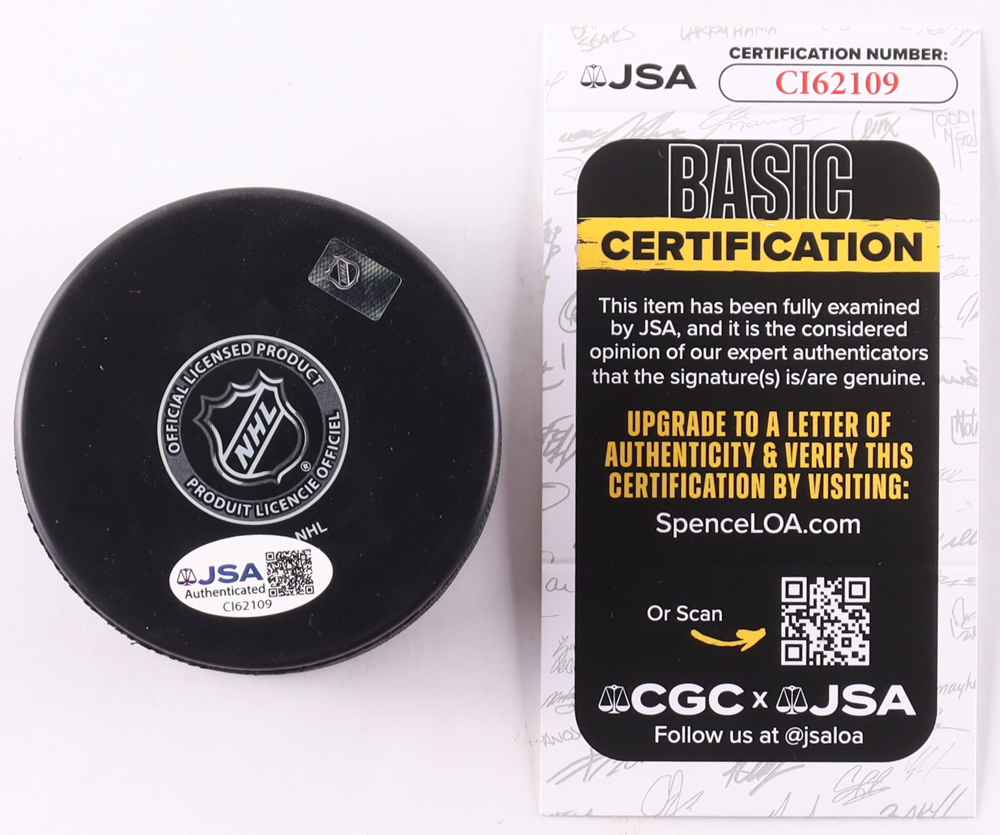 OFFICIAL LICENSED PRODUCT
NHL
®
PRODUIT LICENCIE OFFICIEL
NHL
JSA
Authenticated
CI62109
JSA
CERTIFICATION NUMBER:
CI62109
BASIC
CERTIFICATION
This item has been fully examined
by JSA, and it is the considered
opinion of our expert authenticators
that the signature(s) is/are genuine.
UPGRADE TO A LETTER OF
AUTHENTICITY & VERIFY THIS
CERTIFICATION BY VISITING:
SpenceLOA.com
Or Scan
CGC x JSA
Follow us at @jsaloa